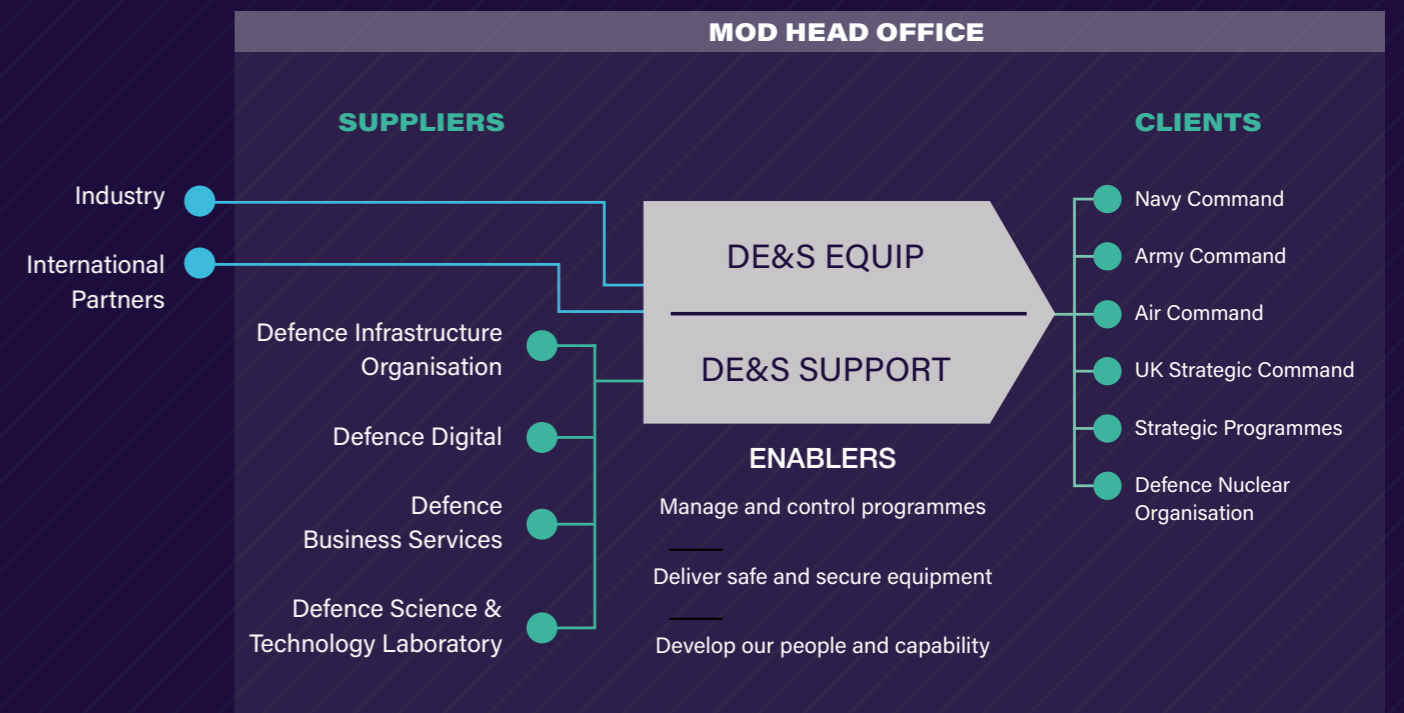 MOD HEAD OFFICE
SUPPLIERS
Industry
International
Partners
Defence Infrastructure
Organisation
Defence Digital
Defence
Business Services
Defence Science &
Technology Laboratory
DE&S EQUIP
DE&S SUPPORT
ENABLERS
Manage and control programmes
Deliver safe and secure equipment
Develop our people and capability
CLIENTS
Navy Command
Army Command
Air Command
UK Strategic Command
Strategic Programmes
Defence Nuclear
Organisation